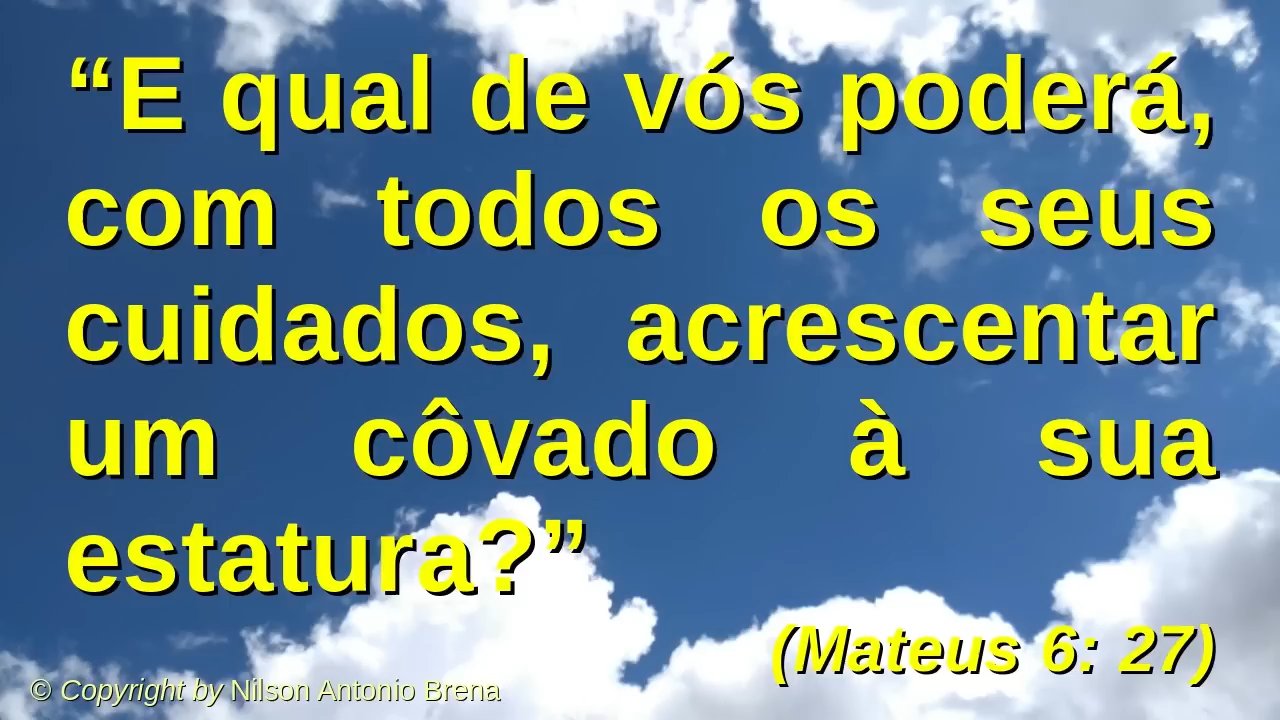 “E qual de vós poderá,
com todos os seus
cuidados, acrescentar
um côvado à sua
estatura?”
(Mateus 6: 27)
© Copyright by Nilson Antonio Brena